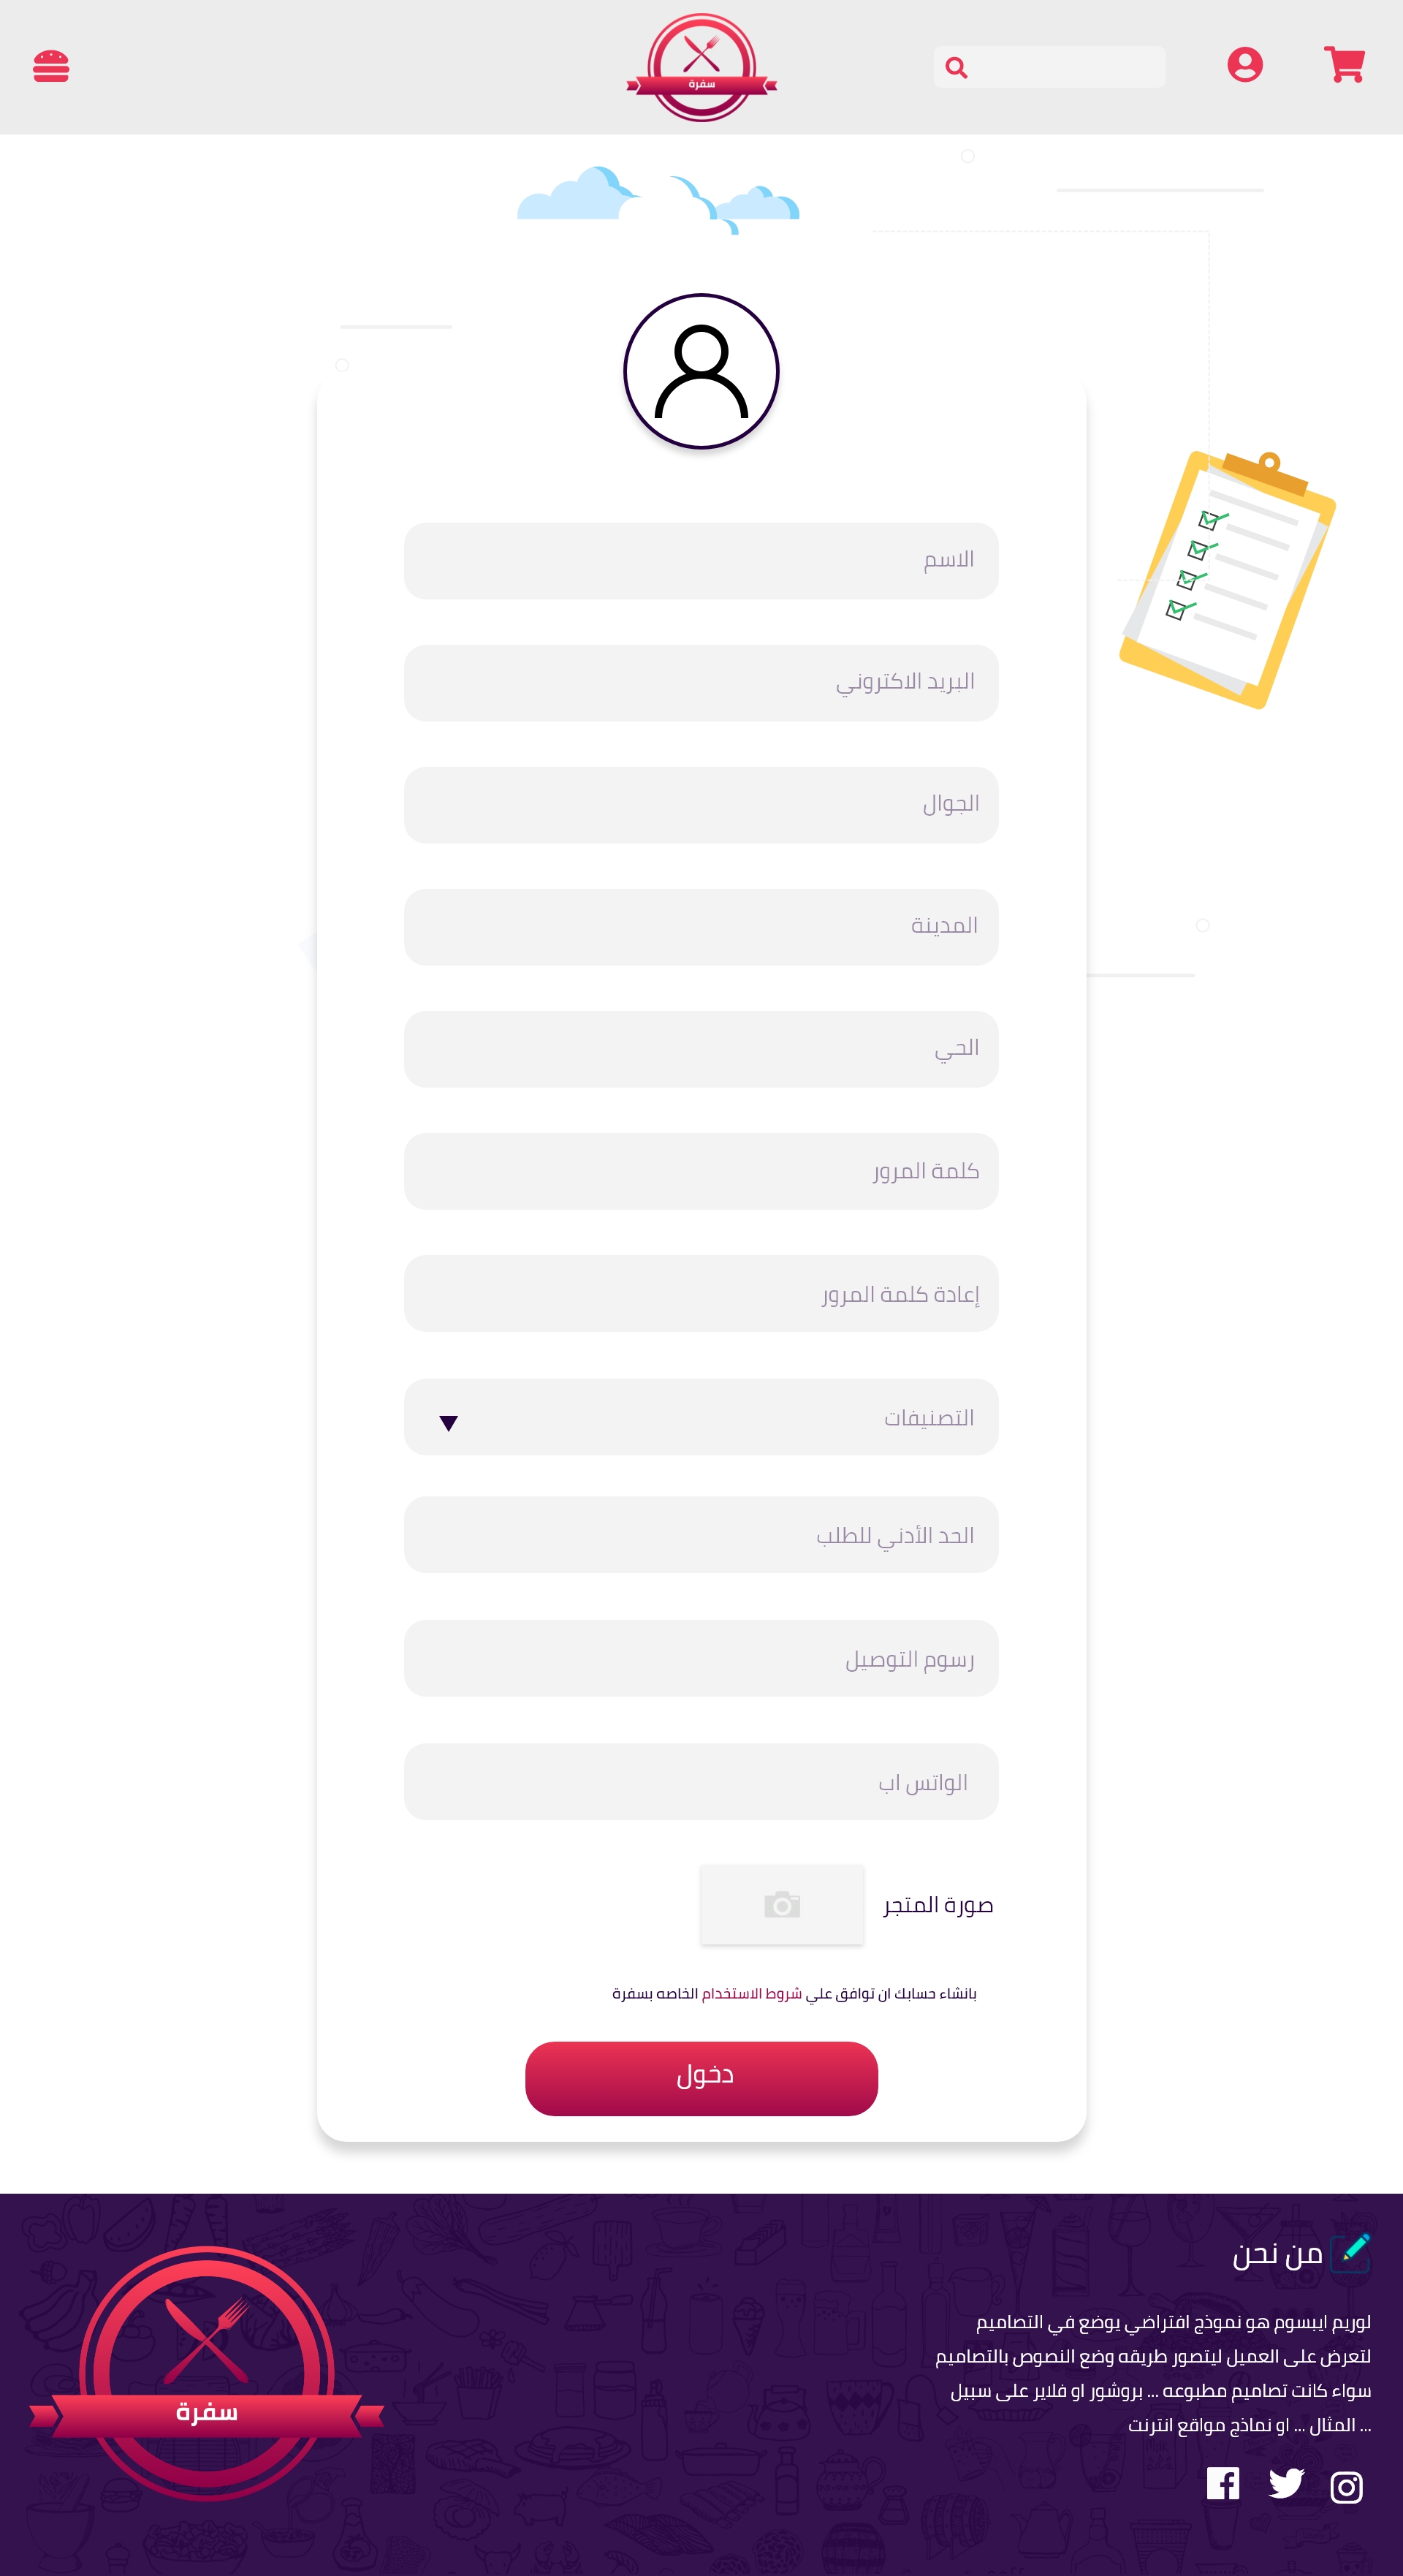 سفرة
الاسم
البريد الاكتروني
الجوال
المدينة
الحي
كلمة المرور
إعادة كلمة المرور
التصنيفات
الحد الأدني للطلب
رسوم التوصيل
الواتس اب
صورة المتجر
بانشاء حسابك ان توافق علي شروط الاستخدام الخاصه بسفرة
دخول
من نحن
لوريم ايبسوم هو نموذج افتراضي يوضع في التصاميم
لتعرض على العميل ليتصور طريقه وضع النصوص بالتصاميم
سواء كانت تصاميم مطبوعه ... بروشور او فلاير على سبيل
... المثال ... او نماذج مواقع انترنت
سفرة